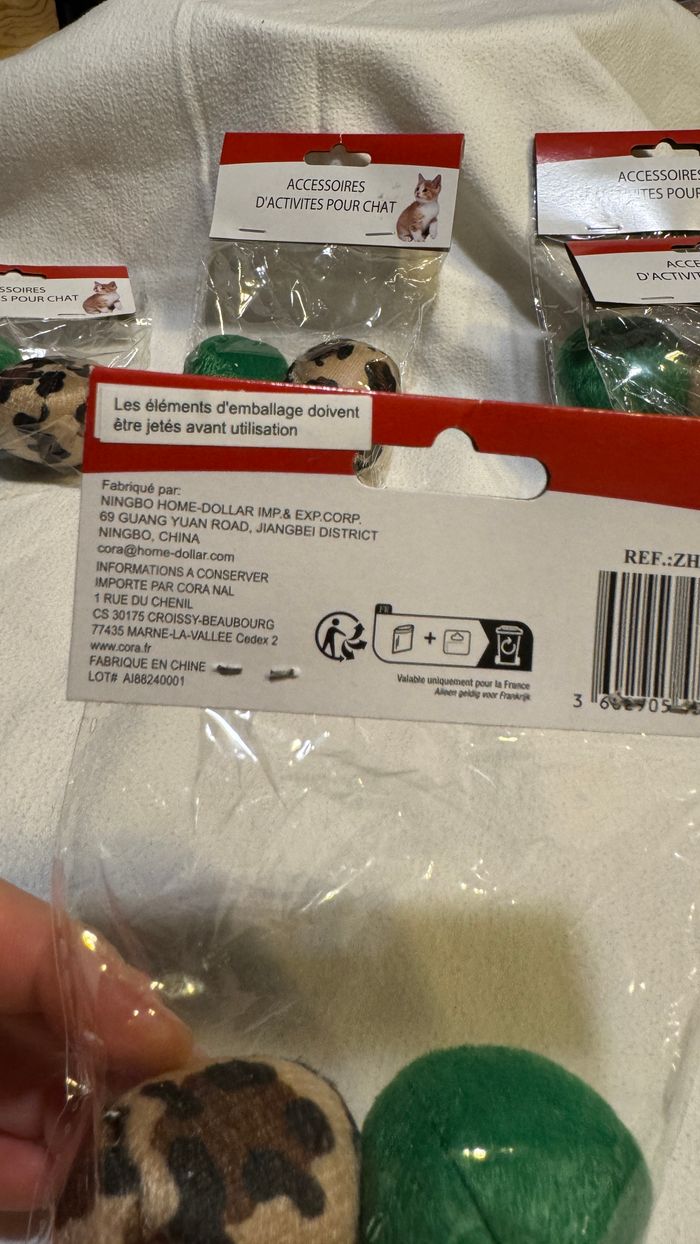 ACCESSOIRES
D'ACTIVITES POUR CHAT
ACCESSOIRES
POUR
ACCE
D'ACTIVIT
SSOIRES
S POUR CHAT
Les éléments d'emballage doivent
être jetés avant utilisation
Fabriqué par:
NINGBO HOME-DOLLAR IMP.& EXP.CORP.
69 GUANG YUAN ROAD, JIANGBEI DISTRICT
NINGBO, CHINA
cora@home-dollar.com
INFORMATIONS A CONSERVER
IMPORTE PAR CORA NAL
1 RUE DU CHENIL
CS 30175 CROISSY-BEAUBOURG
77435 MARNE-LA-VALLEE Cedex 2
www.cora.fr
FABRIQUE EN CHINE
LOT# AI88240001
FR
+
Valable uniquement pour la France
Alleen geldig voor Frankrijk
REF.:ZH
3